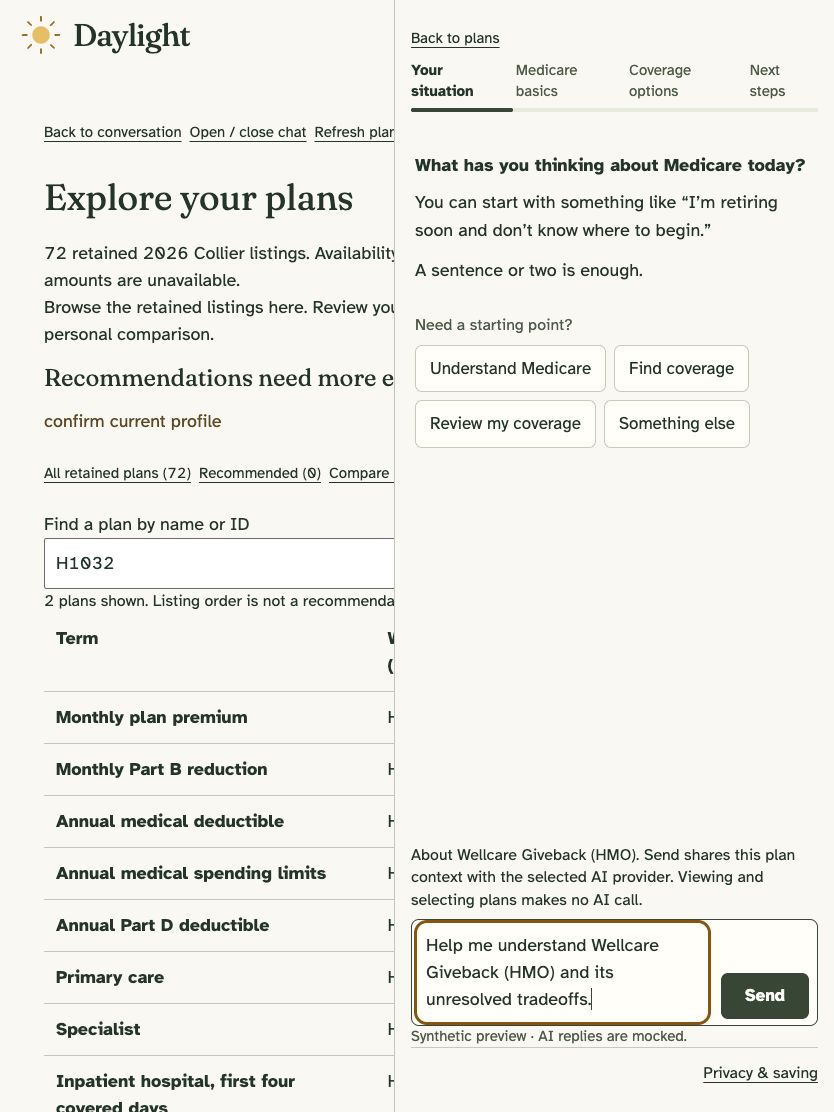 Daylight
Back to conversation Open / close chat Refresh plan
Explore your plans
72 retained 2026 Collier listings. Availability
amounts are unavailable.
Browse the retained listings here. Review you
personal comparison.
Recommendations need more e
confirm current profile
All retained plans (72) Recommended (0) Compare
Find a plan by name or ID
H1032
2 plans shown. Listing order is not a recommenda
Term
Monthly plan premium
Monthly Part B reduction
Annual medical deductible
Annual medical spending limits
Annual Part D deductible
Primary care
Specialist
Inpatient hospital, first four
covered days
Back to plans
Your situation
Medicare basics
Coverage options
Next steps
What has you thinking about Medicare today?
You can start with something like “I’m retiring
soon and don’t know where to begin.”
A sentence or two is enough.
Need a starting point?
Understand Medicare
Find coverage
Review my coverage
Something else
About Wellcare Giveback (HMO). Send shares this plan
context with the selected AI provider. Viewing and
selecting plans makes no AI call.
Help me understand Wellcare
Giveback (HMO) and its
unresolved tradeoffs.
Send
Synthetic preview · AI replies are mocked.
Privacy & saving